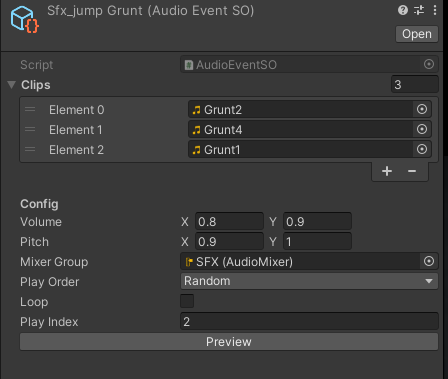 Sfx_jump Grunt (Audio Event SO)
Open
Script AudioEventSO
Clips 3
Element 0 Grunt2
Element 1 Grunt4
Element 2 Grunt1
+ −
Config
Volume X 0.8 Y 0.9
Pitch X 0.9 Y 1
Mixer Group SFX (AudioMixer)
Play Order Random
Loop
Play Index 2
Preview